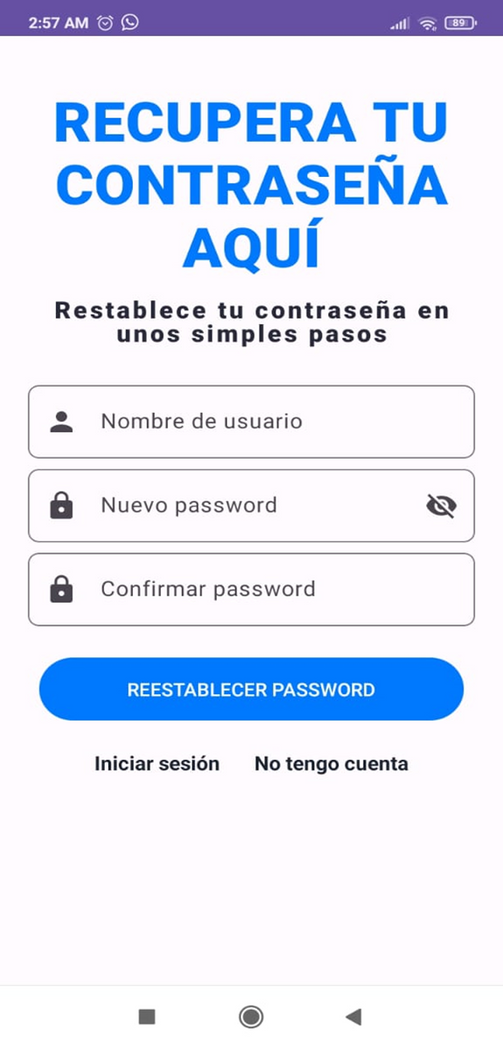 2:57 AM
89
RECUPERA TU
CONTRASEÑA
AQUÍ
Restablece tu contraseña en
unos simples pasos
Nombre de usuario
Nuevo password
Confirmar password
REESTABLECER PASSWORD
Iniciar sesión No tengo cuenta